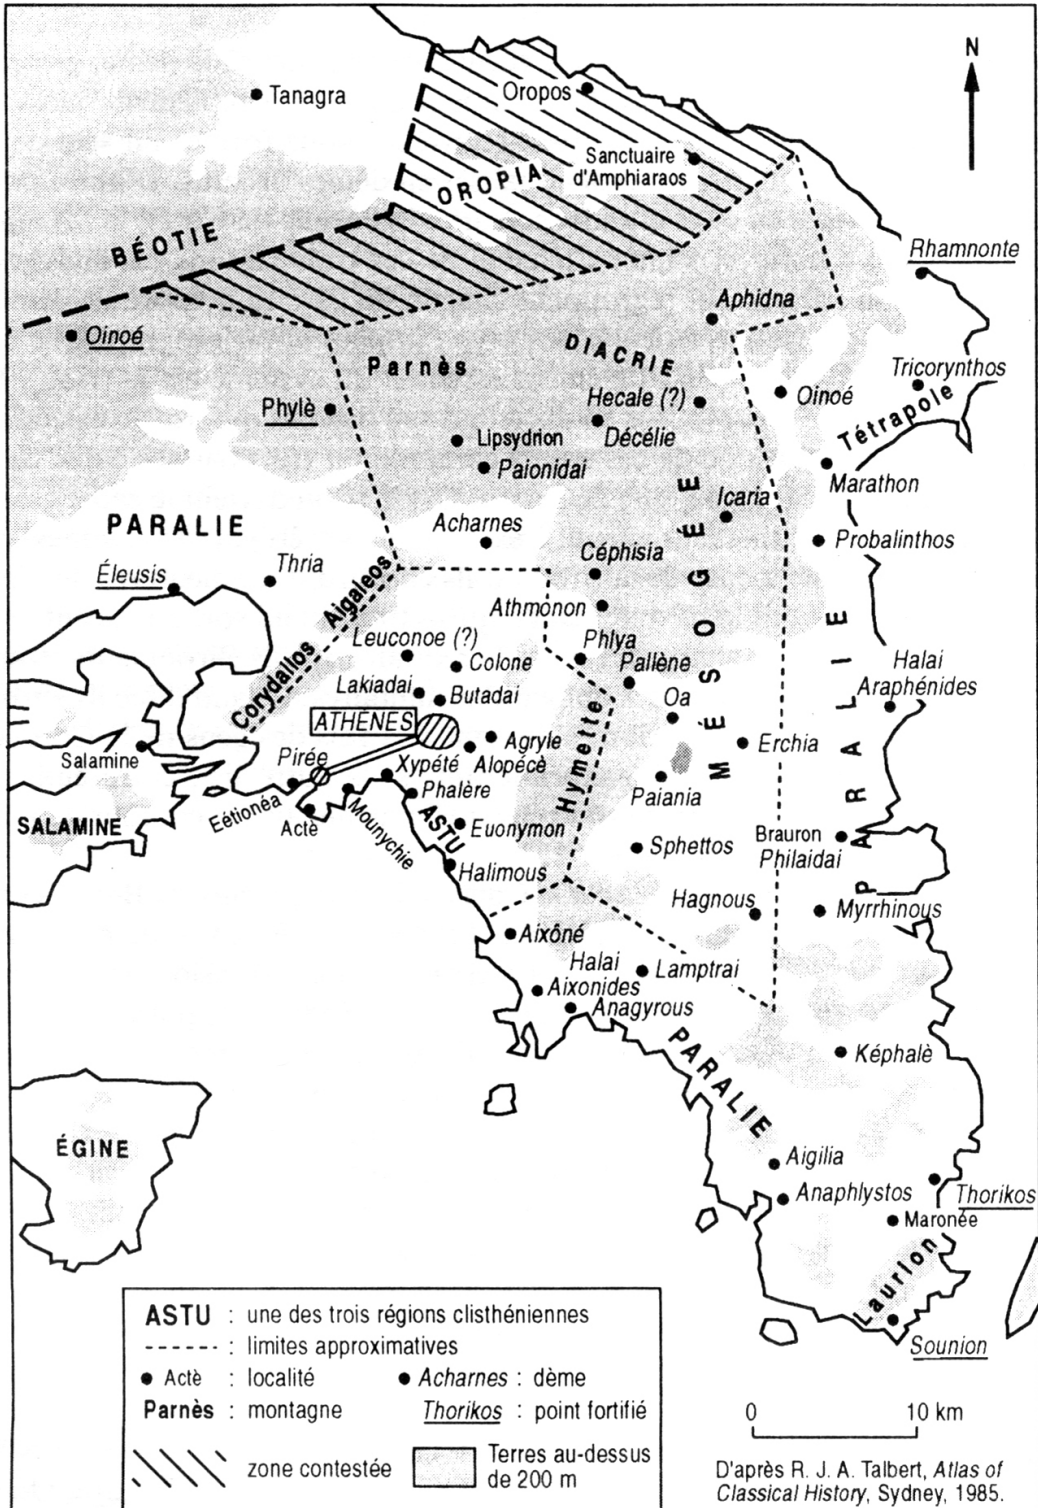 N
Tanagra
Oropos
Sanctuaire
d'Amphiaraos
OROPIA
BÉOTIE
Rhamnonte
Aphidna
Oinoé
Parnès
DIACRIE
Tricorynthos
Hecale (?)
Oinoé
Phylè
Décélie
Tétrapole
Lipsydrion
Paionidai
Marathon
Icaria
PARALIE
Acharnes
Probalinthos
Éleusis
Thria
Céphisia
MÉSOGÉE
Corydallos Aigaleos
Athmonon
PARALIE
Leuconoe (?)
Colone
Phlya
Pallène
Halai
Araphénides
Lakiadai
Butadai
Oa
ATHÈNES
Hymette
Salamine
Agryle
Erchia
Pirée
Xypété
Alopécè
Paiania
Eétionéa
Phalère
SALAMINE
Actè
Mounychie
ASTU
Euonymon
Sphettos
Brauron
Philaidai
Halimous
Hagnous
Myrrhinous
Aixôné
Halai
Aixonides
Lamptrai
Anagyrous
PARALIE
Képhalè
ÉGINE
Aigilia
Anaphlystos
Thorikos
Maronée
Laurion
Sounion
ASTU : une des trois régions clisthéniennes
----- : limites approximatives
Actè : localité
Acharnes : dème
Parnès : montagne
Thorikos : point fortifié
zone contestée
Terres au-dessus
de 200 m
0 10 km
D'après R. J. A. Talbert, Atlas of
Classical History, Sydney, 1985.